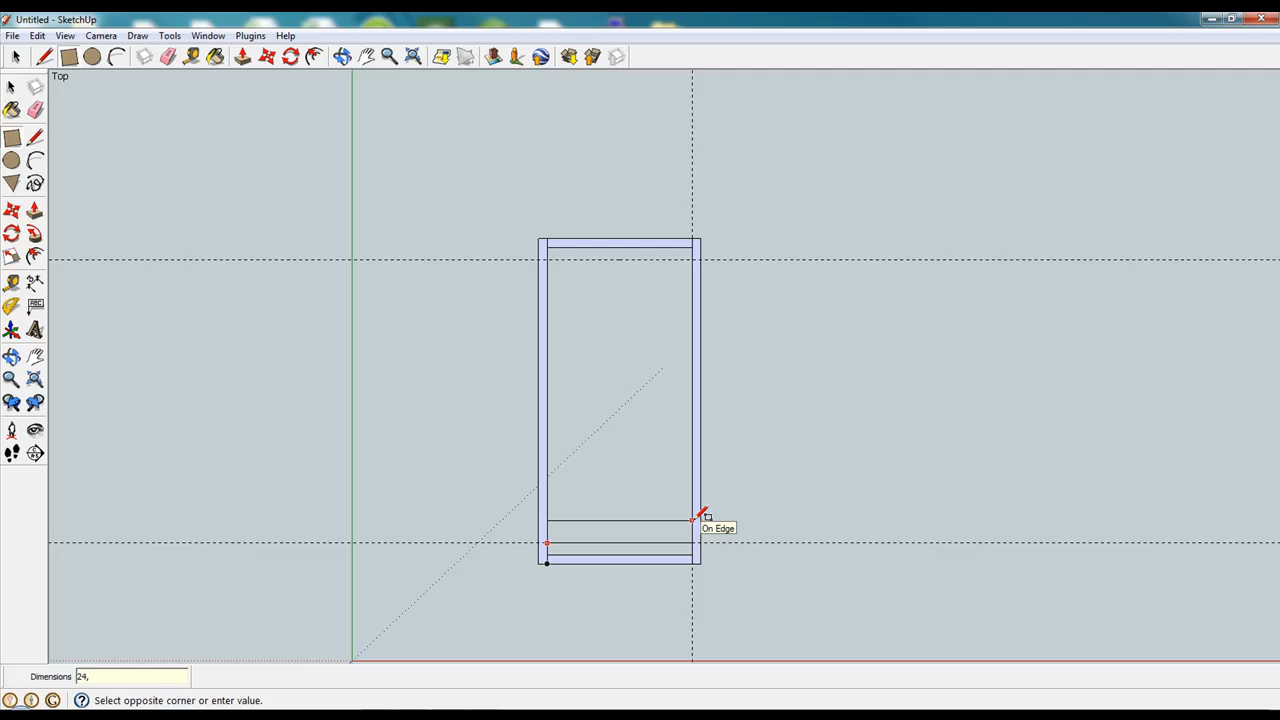 Untitled - SketchUp
File Edit View Camera Draw Tools Window Plugins Help
Top
ABC
On Edge
Dimensions 24,
Select opposite corner or enter value.